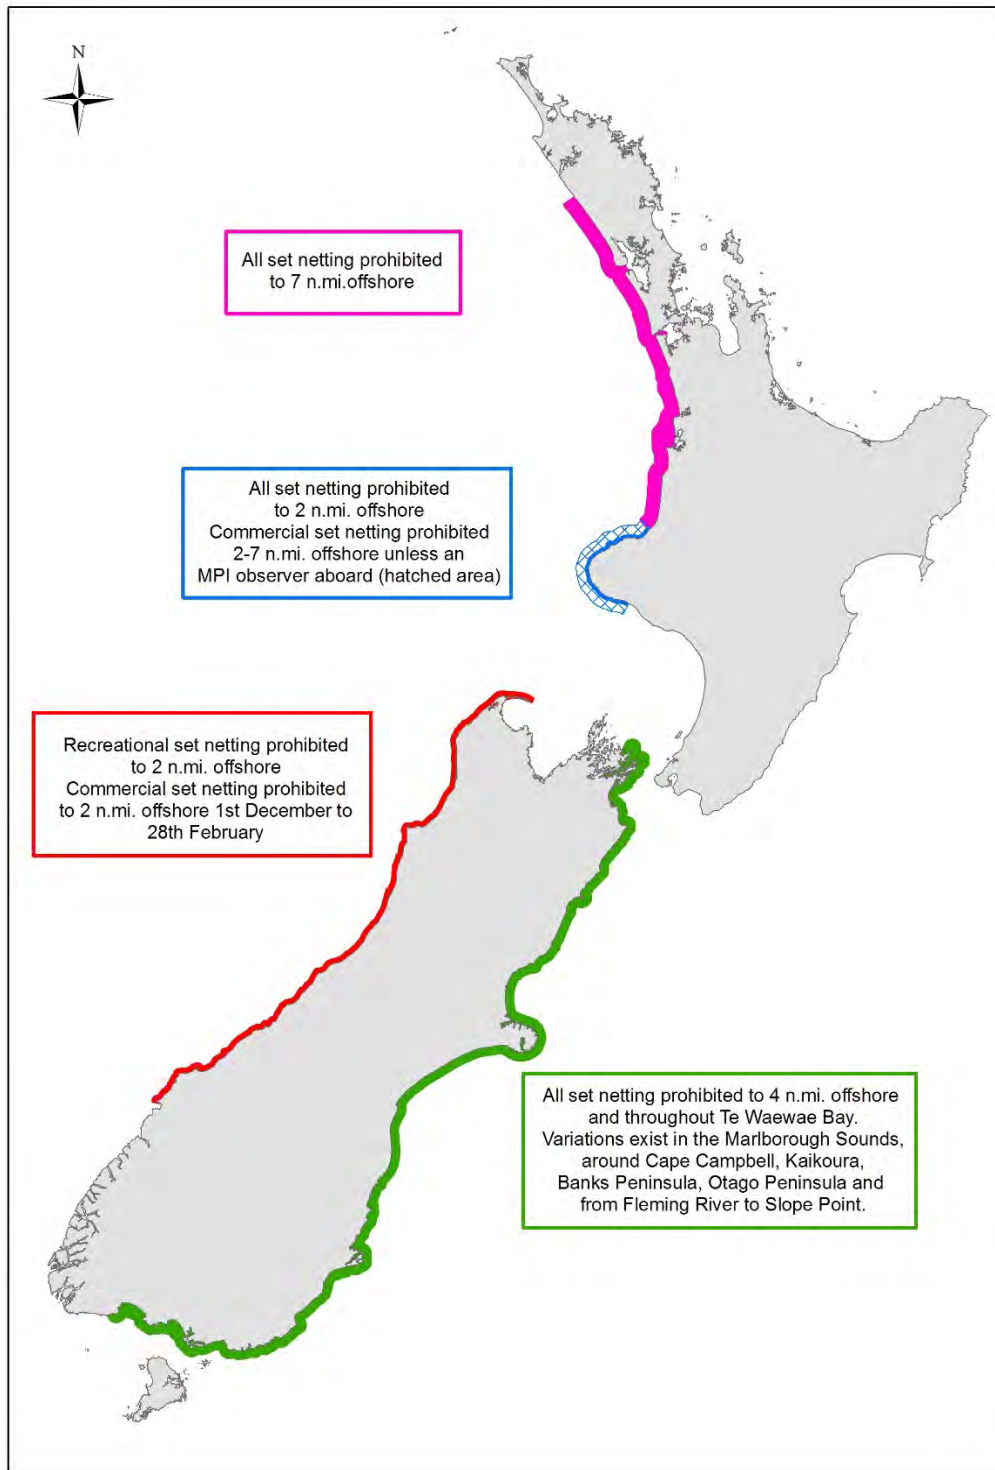 N
All set netting prohibited
to 7 n.mi.offshore
All set netting prohibited
to 2 n.mi. offshore
Commercial set netting prohibited
2-7 n.mi. offshore unless an
MPI observer aboard (hatched area)
Recreational set netting prohibited
to 2 n.mi. offshore
Commercial set netting prohibited
to 2 n.mi. offshore 1st December to
28th February
All set netting prohibited to 4 n.mi. offshore
and throughout Te Waewae Bay.
Variations exist in the Marlborough Sounds,
around Cape Campbell, Kaikoura,
Banks Peninsula, Otago Peninsula and
from Fleming River to Slope Point.